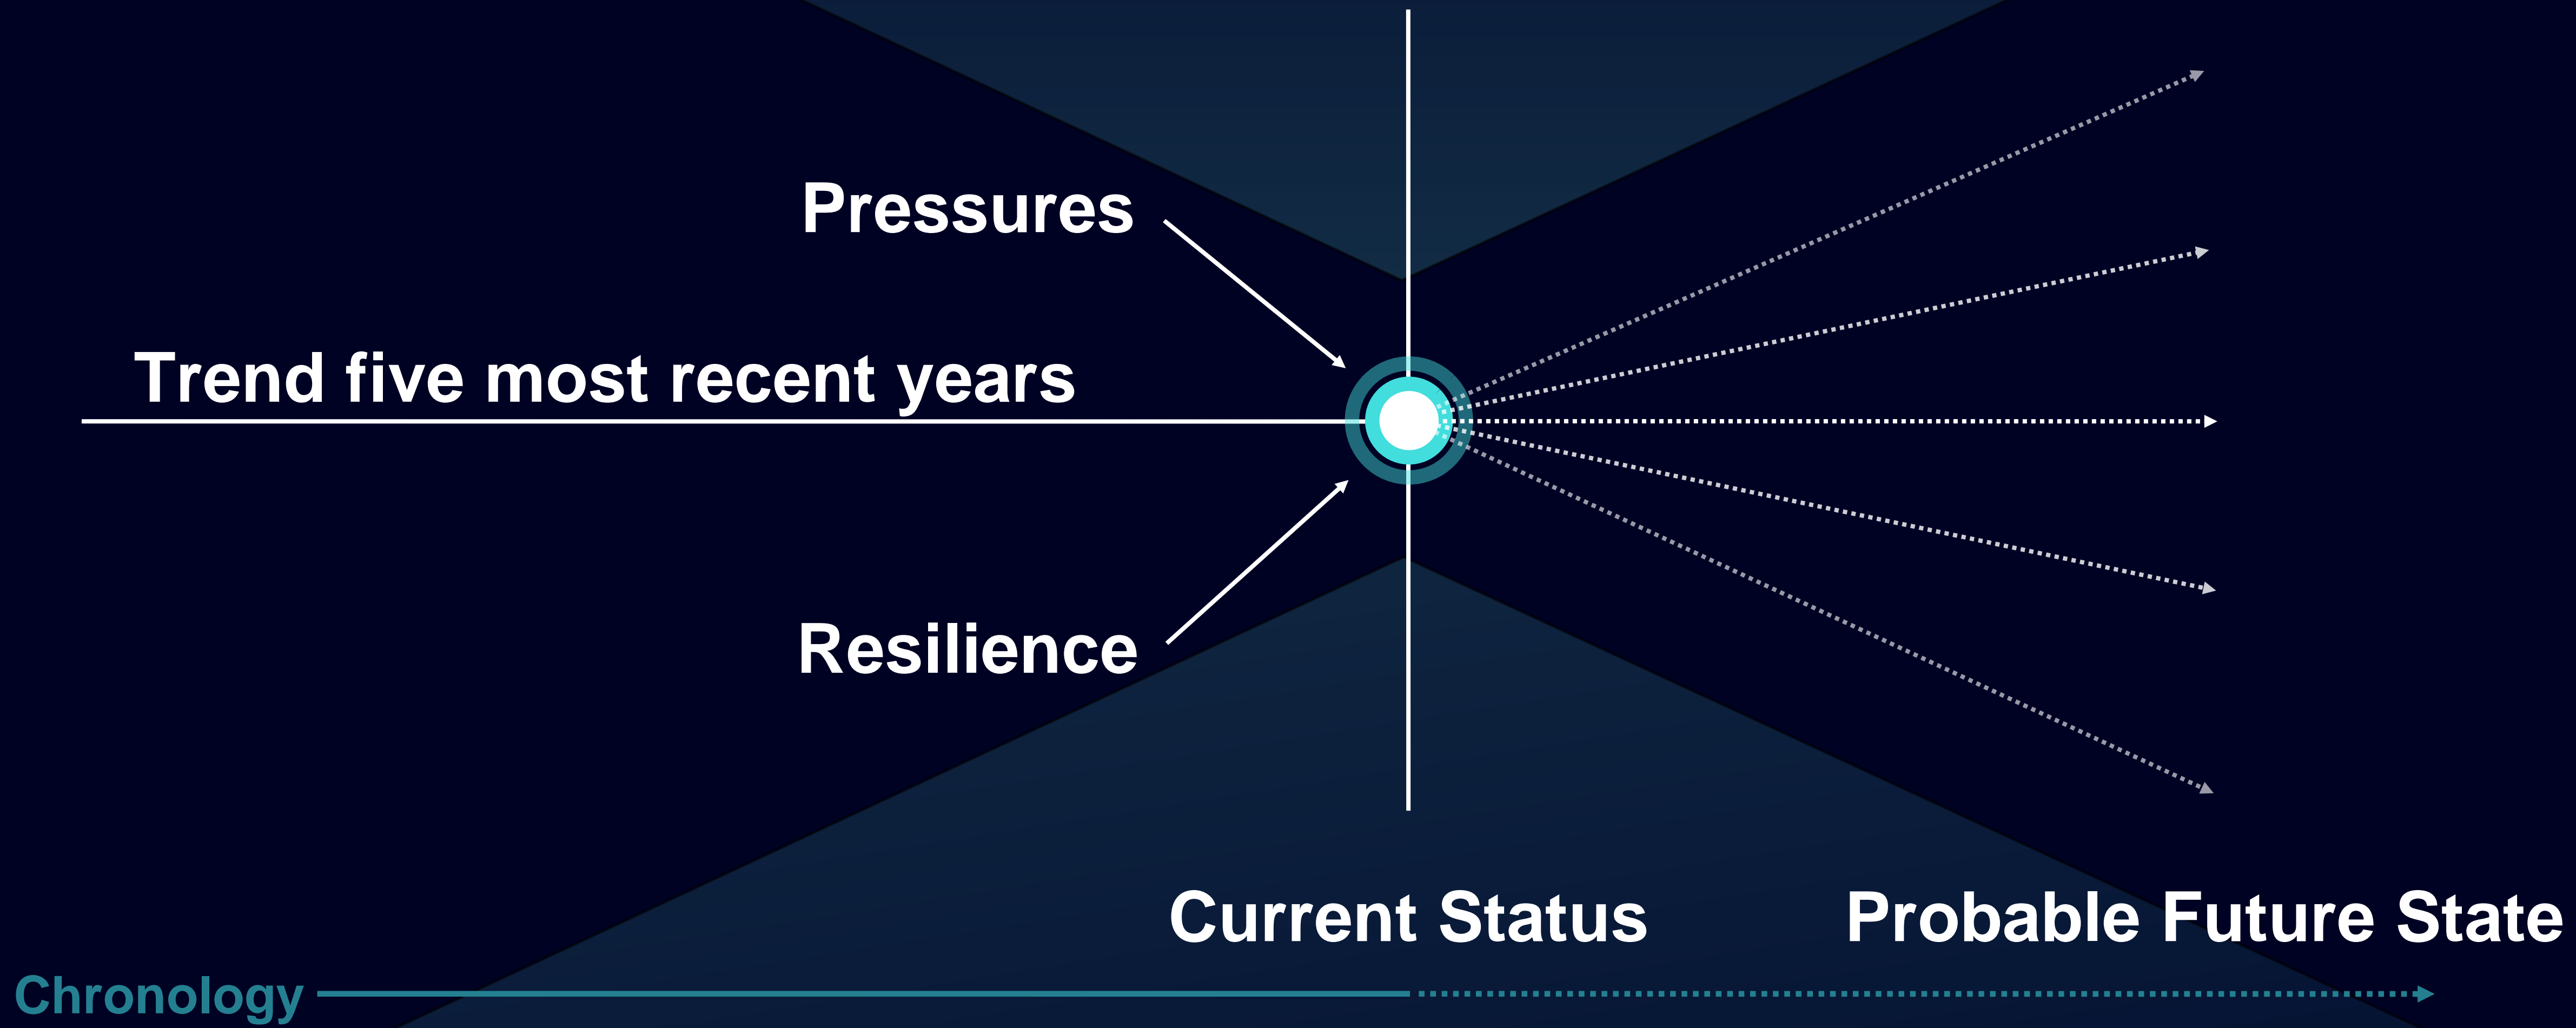 Pressures
Trend five most recent years
Resilience
Current Status
Probable Future State
Chronology